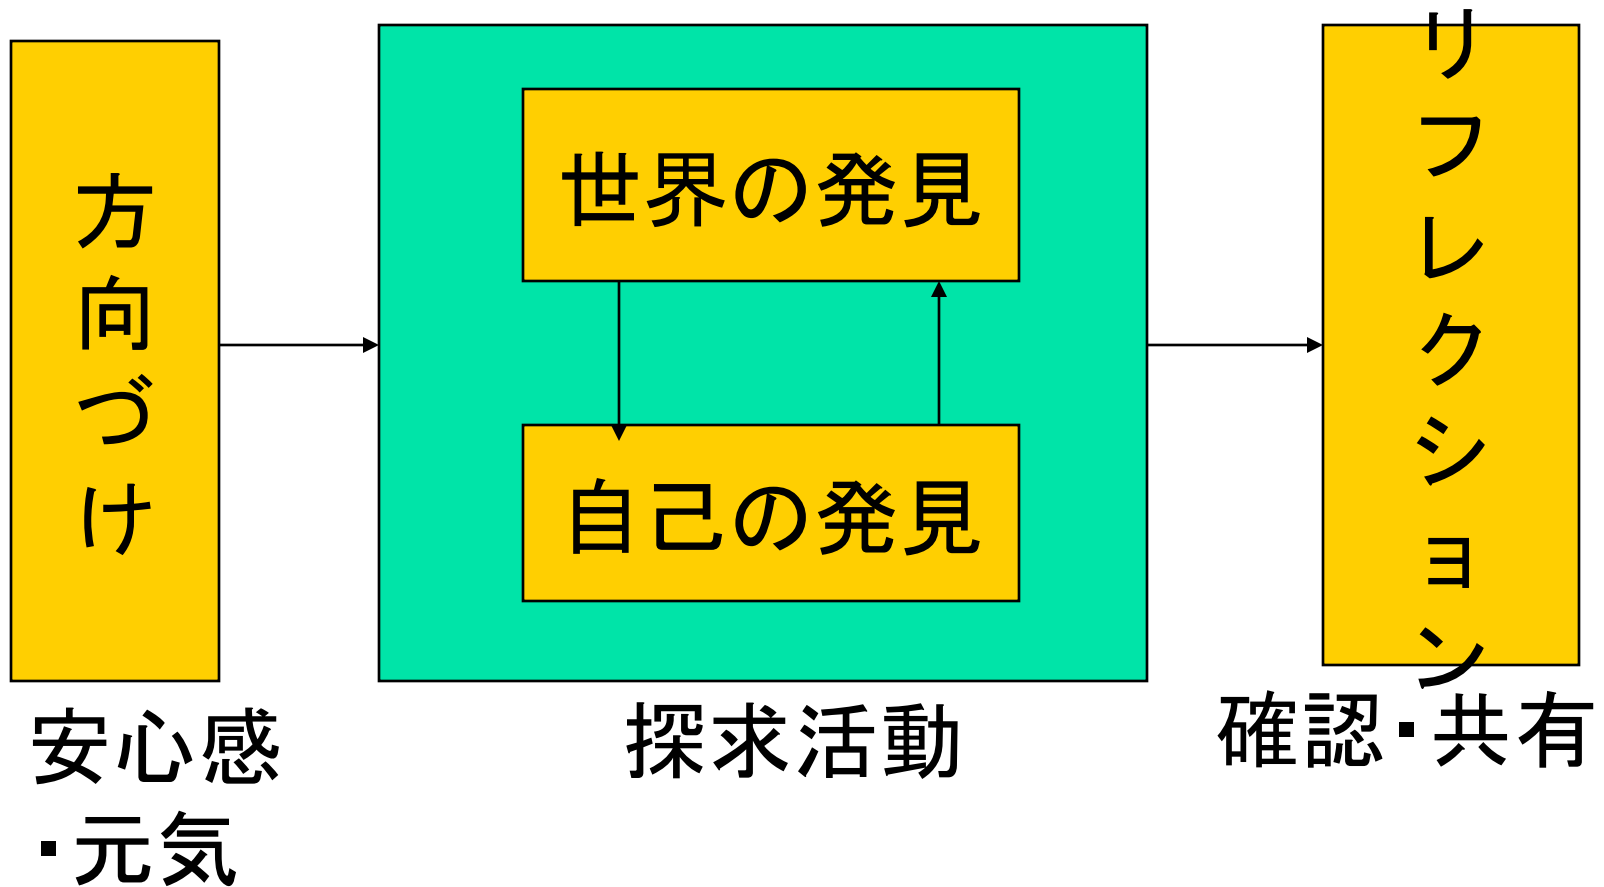 方向づけ
世界の発見
自己の発見
リフレクション
安心感
・元気
探求活動
確認・共有